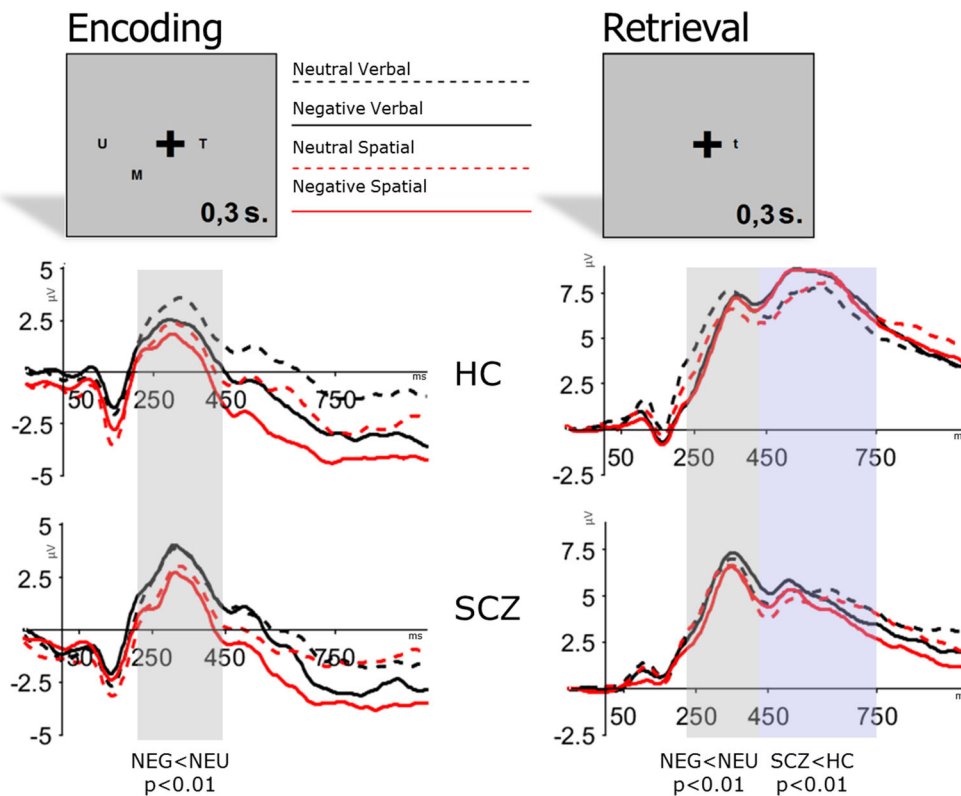 Encoding
Retrieval
Neutral Verbal
Negative Verbal
Neutral Spatial
Negative Spatial
U
T
M
0,3 s.
t
0,3 s.
5
2.5
-2.5
-5
µV
50
250
450
750
ms
HC
7.5
5
2.5
-2.5
µV
50
250
450
750
m
5
2.5
-2.5
-5
µV
50
250
450
750
ms
SCZ
7.5
5
2.5
-2.5
µV
50
250
450
750
m
NEG<NEU
p<0.01
NEG<NEU
p<0.01
SCZ<HC
p<0.01